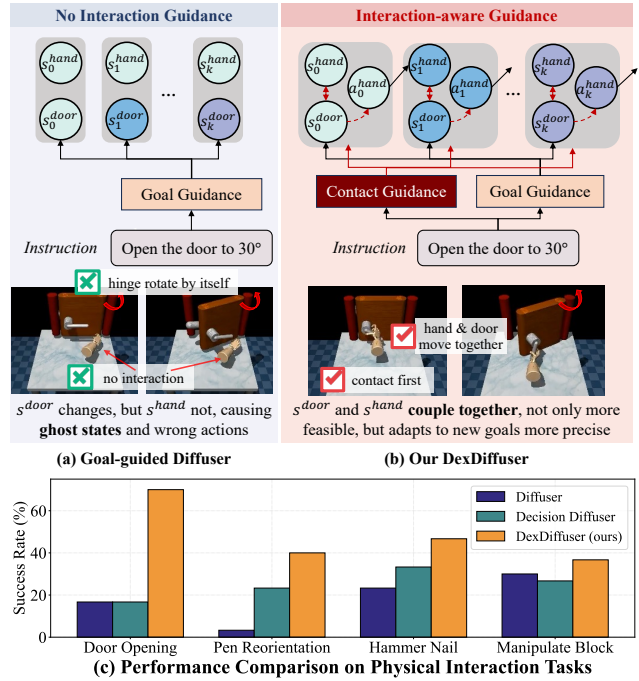 No Interaction Guidance
s_0^{hand} s_1^{hand} s_k^{hand}
...
s_0^{door} s_1^{door} s_k^{door}
Goal Guidance
Instruction Open the door to 30°
hinge rotate by itself
no interaction
s^{door} changes, but s^{hand} not, causing
ghost states and wrong actions
(a) Goal-guided Diffuser
Interaction-aware Guidance
s_0^{hand} s_1^{hand} s_k^{hand}
a_0^{hand} a_1^{hand} ... a_k^{hand}
s_0^{door} s_1^{door} s_k^{door}
Contact Guidance Goal Guidance
Instruction Open the door to 30°
hand & door
move together
contact first
s^{door} and s^{hand} couple together, not only more
feasible, but adapts to new goals more precise
(b) Our DexDiffuser
Success Rate (%)
60
40
20
0
Diffuser
Decision Diffuser
DexDiffuser (ours)
Door Opening Pen Reorientation Hammer Nail Manipulate Block
(c) Performance Comparison on Physical Interaction Tasks